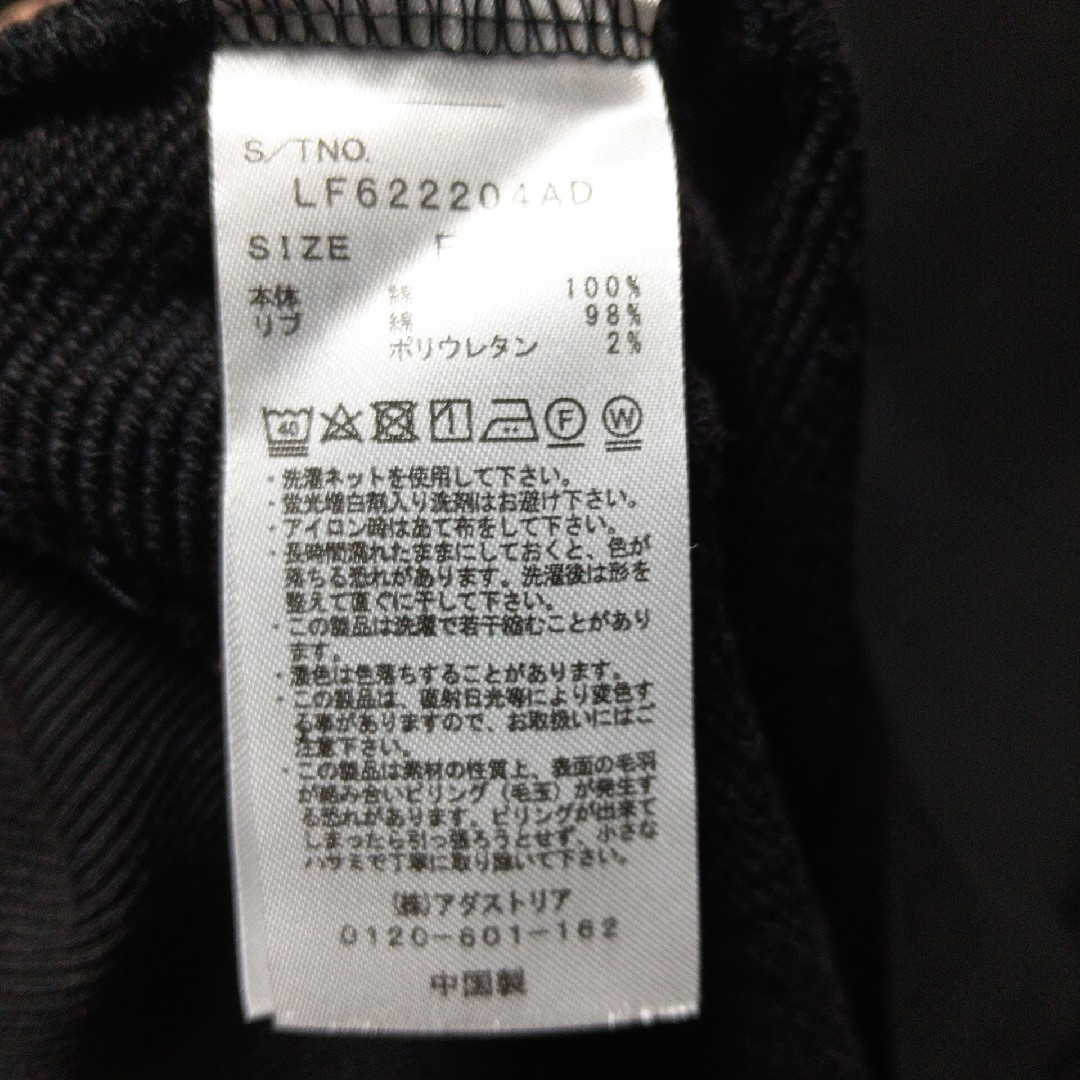 S/TNO.
LF622204AD
SIZE F
本体 綿 100%
リブ 綿 98%
ポリウレタン 2%
40 F W
・洗濯ネットを使用して下さい。
・蛍光増白剤入り洗剤はお避け下さい。
・アイロン時はあて布をして下さい。
・長時間濡れたままにしておくと、色が
落ちる恐れがあります。洗濯後は形を
整えて直ぐに干して下さい。
・この製品は洗濯で若干縮むことがあり
ます。
・濃色は色落ちすることがあります。
・この製品は、直射日光等により変色す
る事がありますので、お取扱いにはご
注意下さい。
・この製品は素材の性質上、表面の毛羽
が絡み合いピリング（毛玉）が発生す
る恐れがあります。ピリングが出来て
しまったら引っ張ろうとせず、小さな
ハサミで丁寧に取り除いて下さい。
(株)アダストリア
0120-601-162
中国製